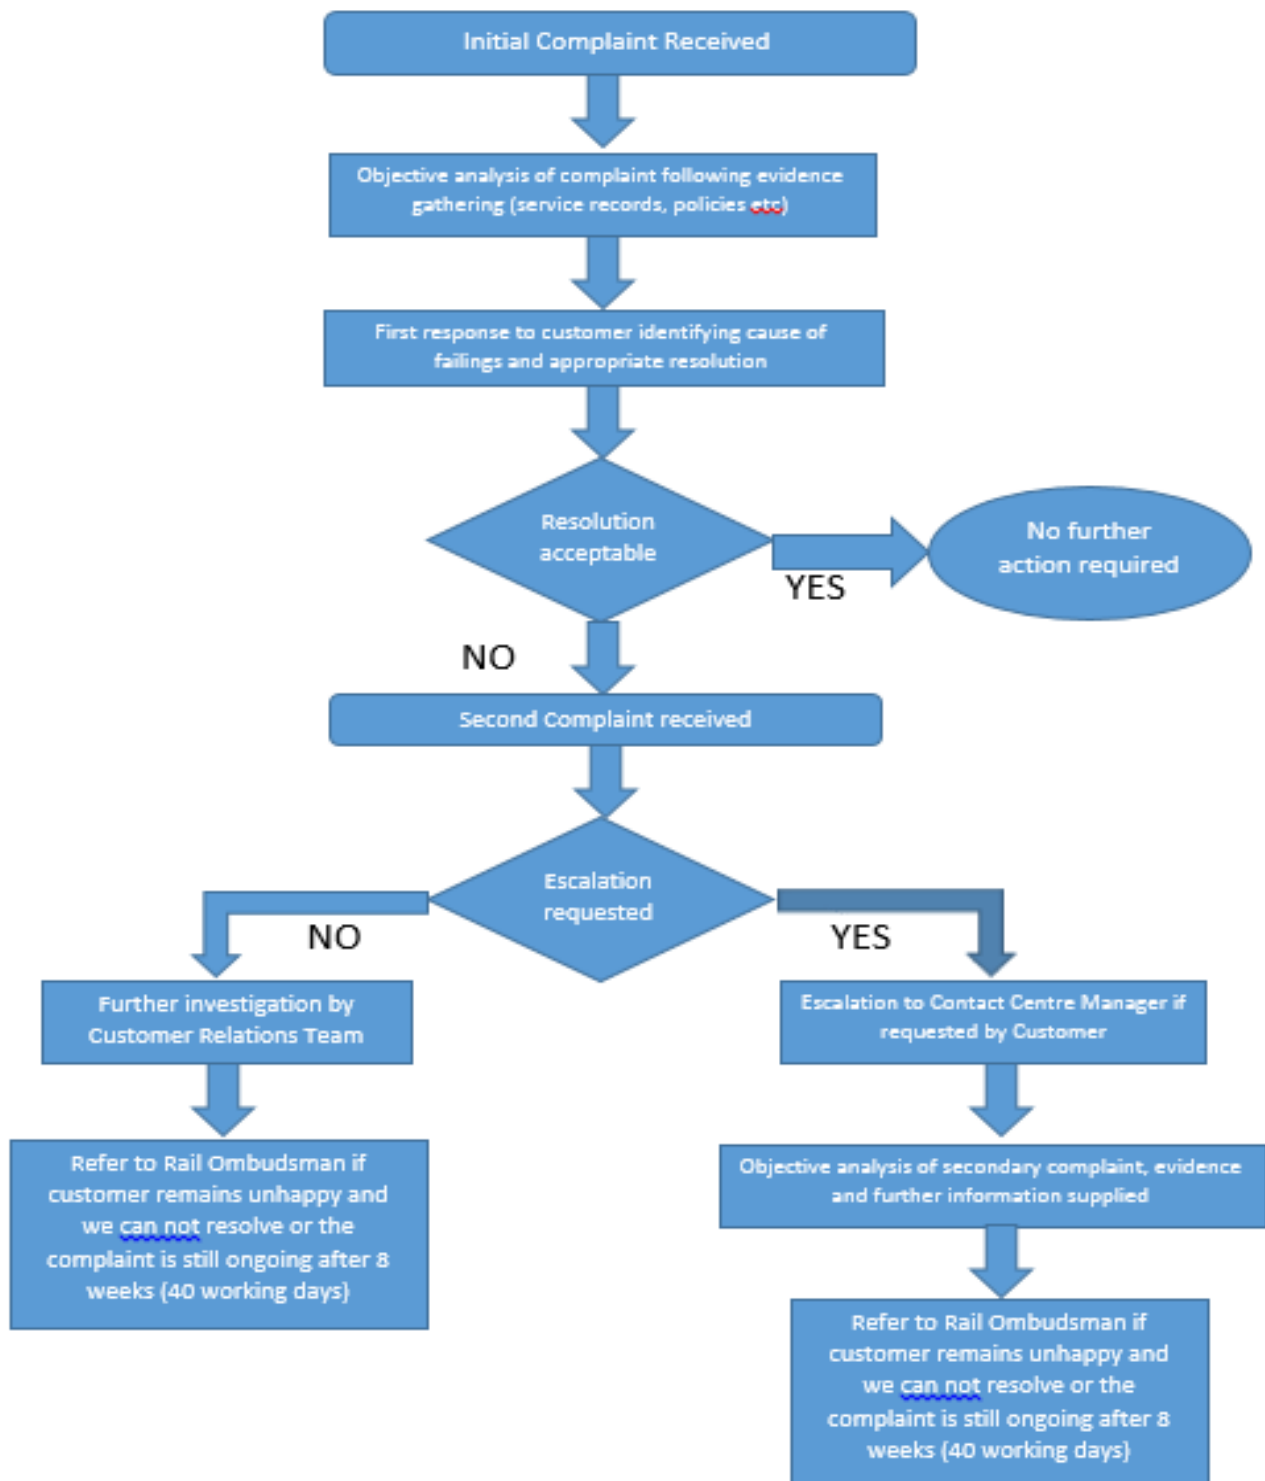 Initial Complaint Received
Objective analysis of complaint following evidence
gathering (service records, policies etc)
First response to customer identifying cause of
failings and appropriate resolution
Resolution
acceptable
No further
action required
YES
NO
Second Complaint received
Escalation
requested
NO
YES
Further investigation by
Customer Relations Team
Escalation to Contact Centre Manager if
requested by Customer
Refer to Rail Ombudsman if
customer remains unhappy and
we can not resolve or the
complaint is still ongoing after 8
weeks (40 working days)
Objective analysis of secondary complaint, evidence
and further information supplied
Refer to Rail Ombudsman if
customer remains unhappy and
we can not resolve or the
complaint is still ongoing after 8
weeks (40 working days)